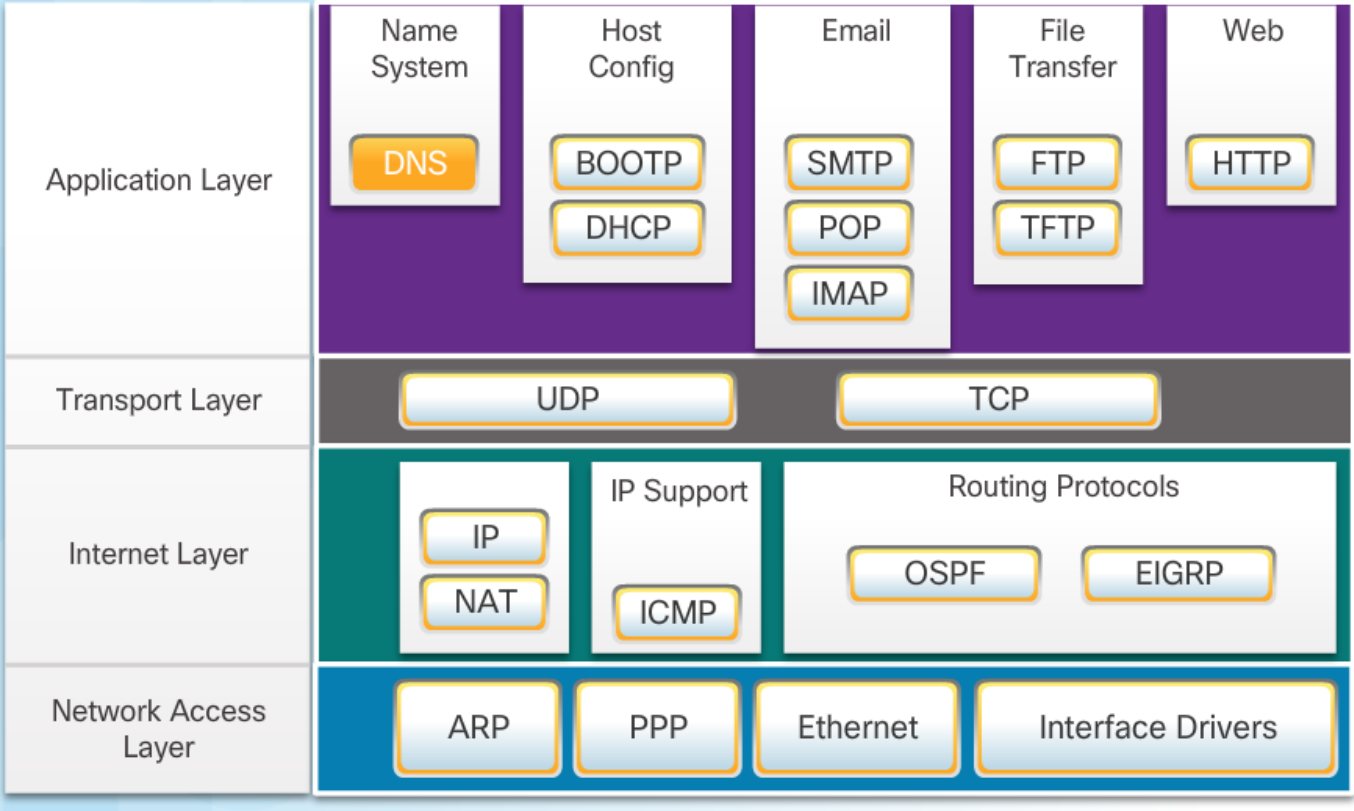 Application Layer
Name
System
DNS
Host
Config
BOOTP
DHCP
Email
SMTP
POP
IMAP
File
Transfer
FTP
TFTP
Web
HTTP
Transport Layer
UDP
TCP
Internet Layer
IP
NAT
IP Support
ICMP
Routing Protocols
OSPF
EIGRP
Network Access
Layer
ARP
PPP
Ethernet
Interface Drivers